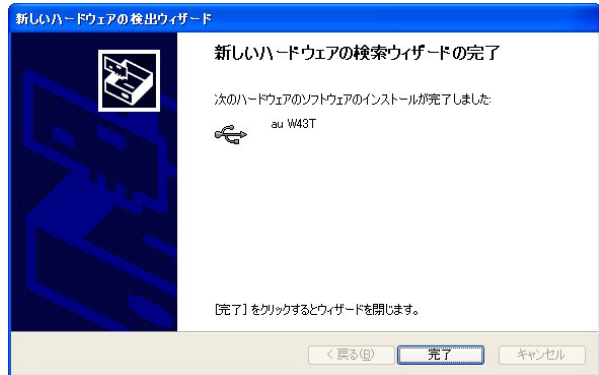 新しいハードウェアの検出ウィザード
新しいハードウェアの検索ウィザードの完了
次のハードウェアのソフトウェアのインストールが完了しました:
au W43T
[完了] をクリックするとウィザードを閉じます。
< 戻る(B)
完了
キャンセル